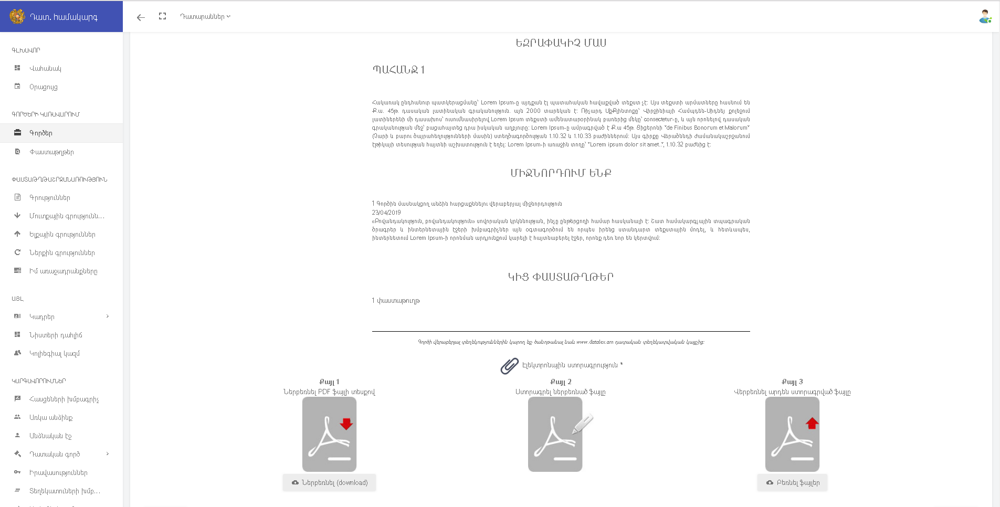 Դատ. համակարգ
Դատարաններ
ԳԼԽԱՎՈՐ
Վահանակ
Օրացույց
ԳՈՐԾԵՐԻ ԿԱՌԱՎԱՐՈՒՄ
Գործեր
Փաստաթղթեր
ՓԱՍՏԱԹՂԹԱՇՐՋԱՆԱՌՈՒԹՅՈՒՆ
Գրություններ
Մուտքային գրությունն...
Ելքային գրություններ
Ներքին գրություններ
Իմ առաջադրանքները
ԱՅԼ
Կադրեր
Նիստերի դահլիճ
Կոլիեգիալ կազմ
ԿԱՐԳԱՎՈՐՈՒՄՆԵՐ
Հասցեների խմբագրիչ
Առկա անձինք
Անձնական էջ
Դատական գործ
Իրավասություններ
Տեղեկատուների խմբ...
ԵԶՐԱՓԱԿԻՉ ՄԱՍ
ՊԱՀԱՆՋ 1
Հակառակ ընդհանուր պատկերացմանը՝ Lorem Ipsum-ը այդքան էլ պատահական հավաքված տեքստ չէ։ Այս տեքստի արմատները հասնում են
Ք.ա. 45թ. դասական լատինական գրականություն. այն 2000 տարեկան է։ Ռիչարդ ՄքՔլինտոքը՝ Վիրջինիայի Համպդեն-Սիդնեյ քոլեջում
լատիներենի մի դասախոս՝ ուսումնասիրելով Lorem Ipsum տեքստի ամենատարօրինակ բառերից մեկը՝ consectetur-ը, և այն որոնելով դասական
գրականության մեջ՝ բացահայտեց դրա իսկական աղբյուրը։ Lorem Ipsum-ը ամրագրված է Ք.ա 45թ. Ցիցերոնի "de Finibus Bonorum et Malorum"
(Չարի և բարու ծայրահեղությունների մասին) ստեղծագործության 1.10.32 և 1.10.33 բաժիններում։ Այս գիրքը Վերածննդի ժամանակաշրջանում
էթիկայի տեսության հայտնի աշխատություն է եղել։ Lorem Ipsum-ի առաջին տողը՝ "Lorem ipsum dolor sit amet..", 1.10.32 բաժնից է։
ՄԻՋՆՈՐԴՈՒՄ ԵՆՔ
1 Գործին մասնակցող անձին հարցաքննելու վերաբերյալ միջնորդություն
23/04/2019
«Բովանդակություն, բովանդակություն» սովորական կրկննության, ինչը ընթերցողի համար հասկանալի է։ Շատ համակարգչային տպագրական
ծրագրեր և ինտերնետային էջերի խմբագրիչներ այն օգտագործում են որպես իրենց ստանդարտ տեքստային մոդել, և հետևապես,
ինտերնետում Lorem Ipsum-ի որոնման արդյունքում կարելի է հայտնաբերել էջեր, որոնք դեռ նոր են կերտվում։
ԿԻՑ ՓԱՍՏԱԹՂԹԵՐ
1 փաստաթուղթ
Գործի վերաբերյալ տեղեկություններին կարող եք ծանոթանալ նաև www.datalex.am դատական տեղեկատվական կայքից։
Էլեկտրոնային ստորագրություն *
Քայլ 1
Ներբեռնել PDF ֆայլի տեսքով
Ներբեռնել (download)
Քայլ 2
Ստորագրել ներբեռնած ֆայլը
Քայլ 3
Վերբեռնել արդեն ստորագրված ֆայլը
Բեռնել ֆայլեր